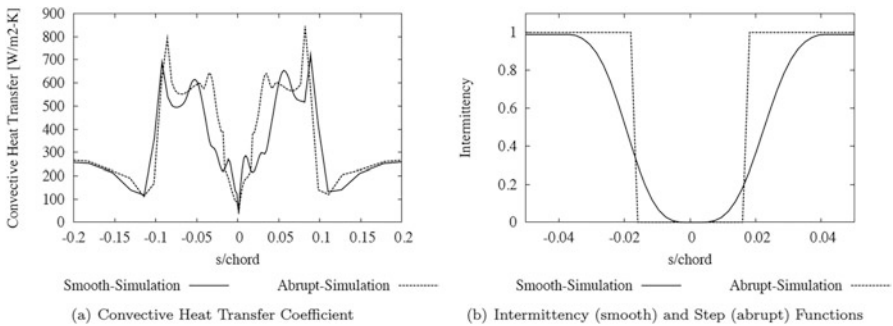 900
800
700
600
500
400
300
200
100
0
Convective Heat Transfer [W/m2-K]
-0.2 -0.15 -0.1 -0.05 0 0.05 0.1 0.15 0.2
s/chord
Smooth-Simulation Abrupt-Simulation
(a) Convective Heat Transfer Coefficient
1
0.8
0.6
0.4
0.2
0
Intermittency
-0.04 -0.02 0 0.02 0.04
s/chord
Smooth-Simulation Abrupt-Simulation
(b) Intermittency (smooth) and Step (abrupt) Functions